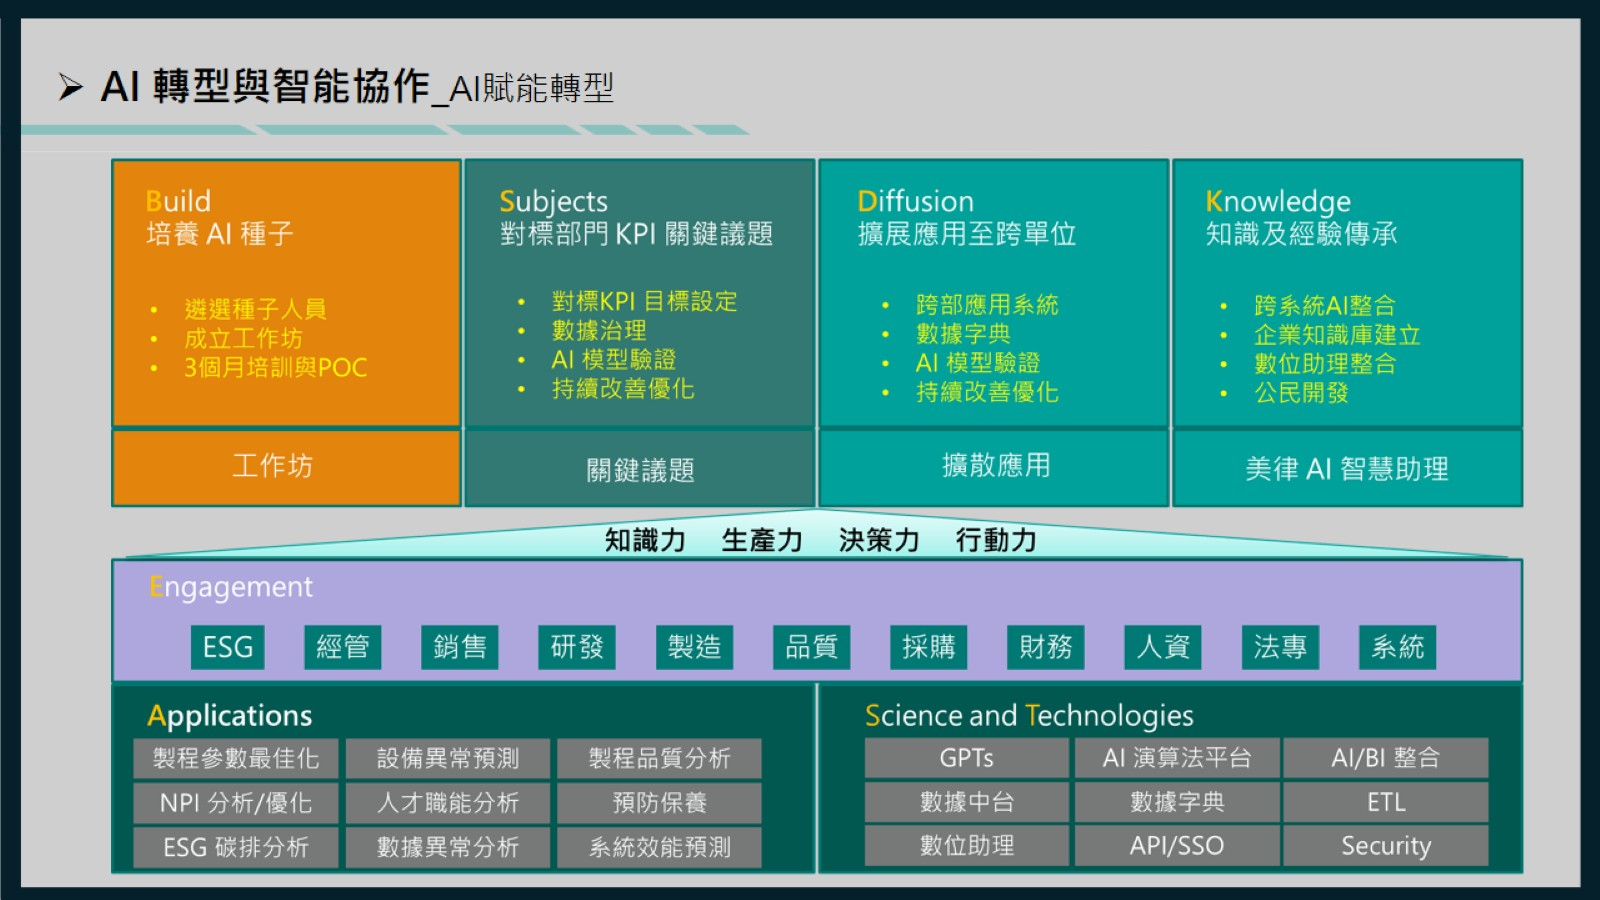 ➢ AI 轉型與智能協作_AI賦能轉型
Build
培養 AI 種子
• 遴選種子人員
• 成立工作坊
• 3個月培訓與POC
工作坊
Subjects
對標部門 KPI 關鍵議題
• 對標KPI 目標設定
• 數據治理
• AI 模型驗證
• 持續改善優化
關鍵議題
Diffusion
擴展應用至跨單位
• 跨部應用系統
• 數據字典
• AI 模型驗證
• 持續改善優化
擴散應用
Knowledge
知識及經驗傳承
• 跨系統AI整合
• 企業知識庫建立
• 數位助理整合
• 公民開發
美律 AI 智慧助理
知識力 生產力 決策力 行動力
Engagement
ESG 經管 銷售 研發 製造 品質 採購 財務 人資 法專 系統
Applications
製程參數最佳化 設備異常預測 製程品質分析
NPI 分析/優化 人才職能分析 預防保養
ESG 碳排分析 數據異常分析 系統效能預測
Science and Technologies
GPTs AI 演算法平台 AI/BI 整合
數據中台 數據字典 ETL
數位助理 API/SSO Security